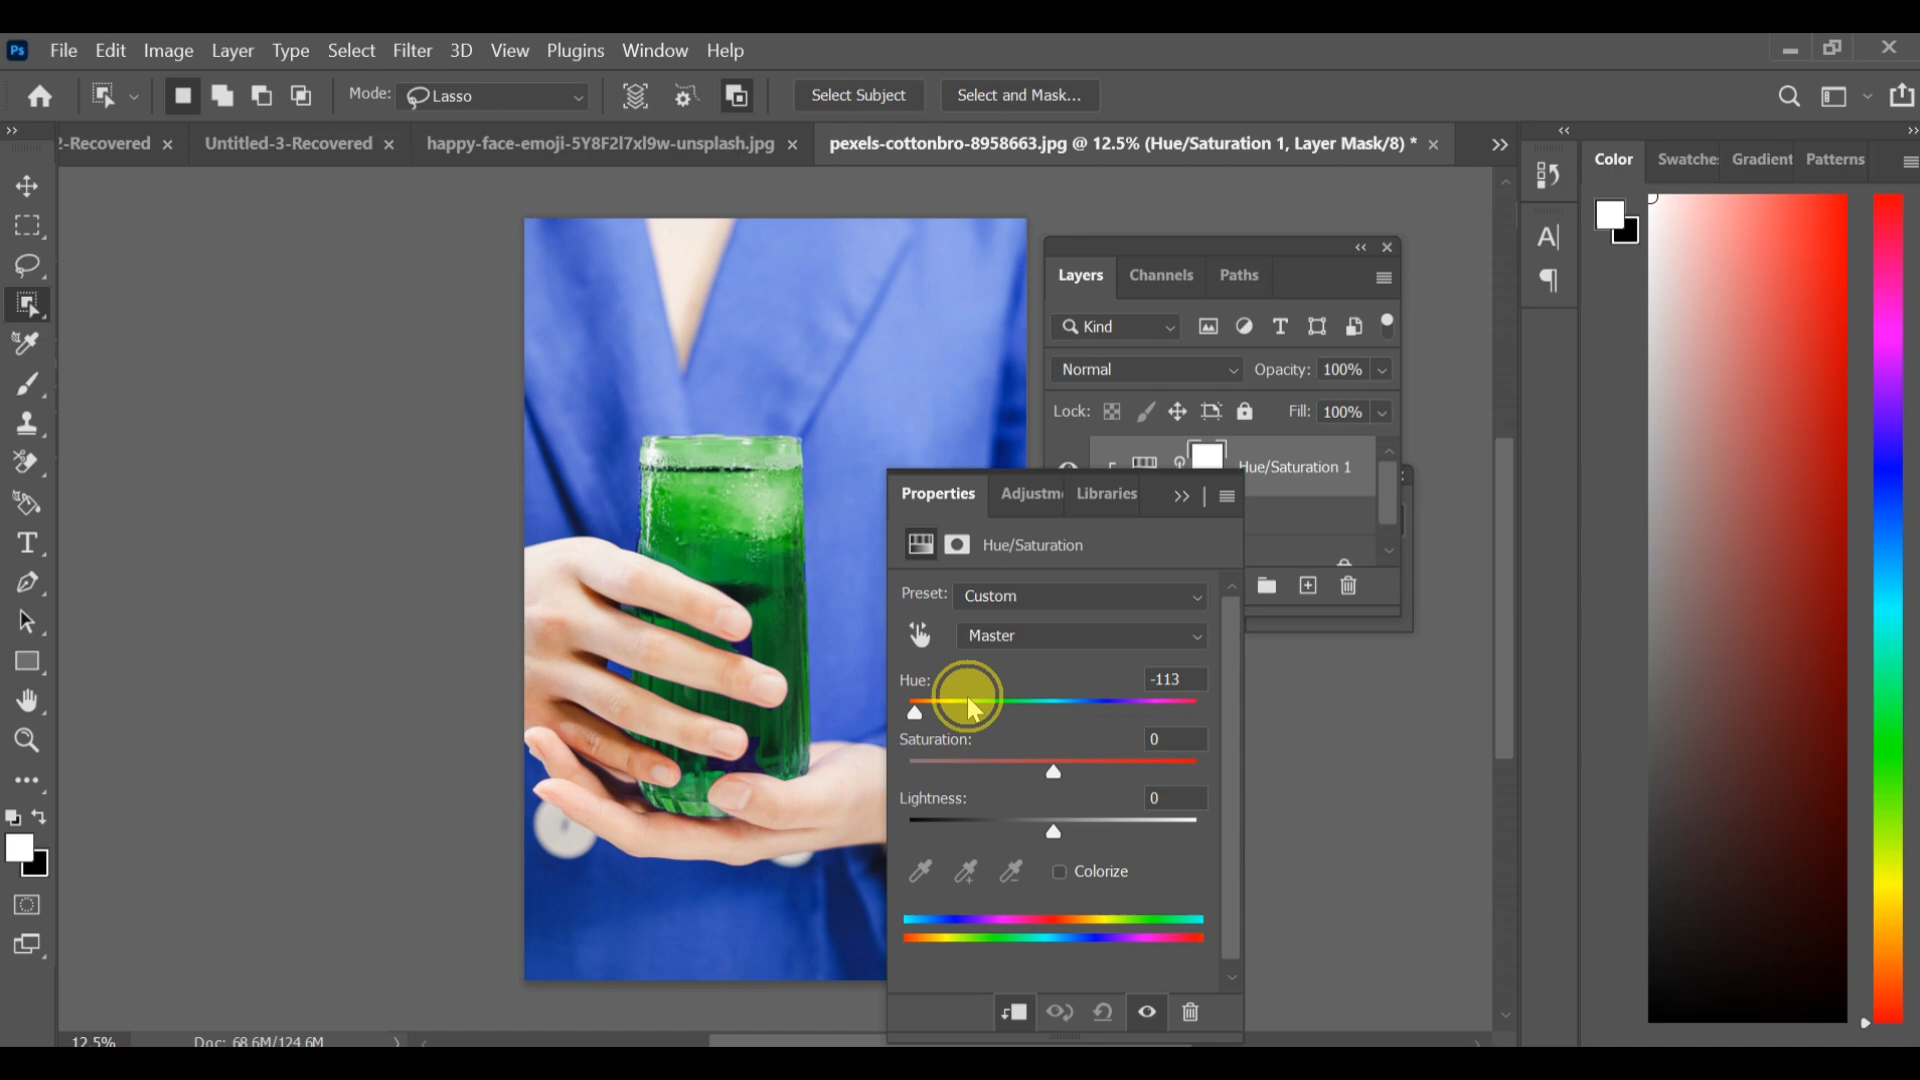 Ps File Edit Image Layer Type Select Filter 3D View Plugins Window Help
Mode: Lasso Select Subject Select and Mask...
2-Recovered × Untitled-3-Recovered × happy-face-emoji-5Y8F2l7xl9w-unsplash.jpg × pexels-cottonbro-8958663.jpg @ 12.5% (Hue/Saturation 1, Layer Mask/8) * ×
Color Swatche Gradient Patterns
Layers Channels Paths
Kind
Normal Opacity: 100%
Lock: Fill: 100%
Hue/Saturation 1
Properties Adjustm Libraries
Hue/Saturation
Preset: Custom
Master
Hue: -113
Saturation: 0
Lightness: 0
Colorize
12.5% Doc: 68.6M/124.6M